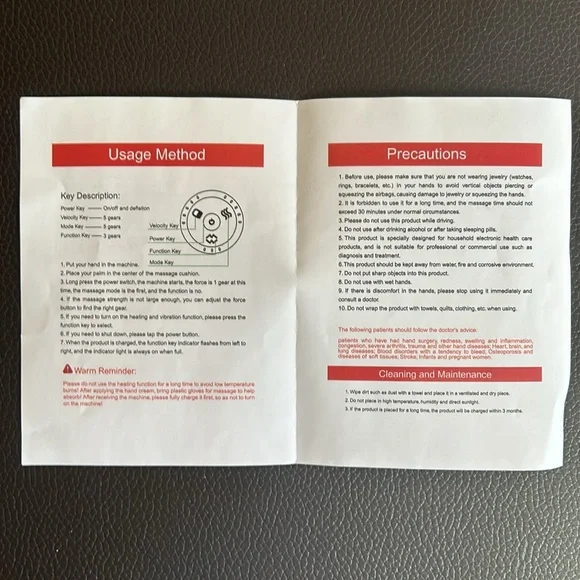 Usage Method
Key Description:
Power Key —— On/off and deflation
Velocity Key —— 5 gears
Mode Key —— 5 gears
Function Key —— 3 gears
Velocity Key
Power Key
Function Key
Mode Key
1. Put your hand in the machine.
2. Place your palm in the center of the massage cushion.
3. Long press the power switch, the machine starts, the force is 1 gear at this
time, the massage mode is the first, and the function is no.
4. If the massage strength is not large enough, you can adjust the force
button to find the right gear.
5. If you need to turn on the heating and vibration function, please press the
function key to select.
6. If you need to shut down, please tap the power button.
7. When the product is charged, the function key indicator flashes from left to
right, and the indicator light is always on when full.
Warm Reminder:
Please do not use the heating function for a long time to avoid low temperature
burns! After applying the hand cream, bring plastic gloves for massage to help
absorb! After receiving the machine, please fully charge it first, so as not to turn
on the machine!
Precautions
1. Before use, please make sure that you are not wearing jewelry (watches,
rings, bracelets, etc.) in your hands to avoid vertical objects piercing or
squeezing the airbags, causing damage to jewelry or squeezing the hands.
2. It is forbidden to use it for a long time, and the massage time should not
exceed 30 minutes under normal circumstances.
3. Please do not use this product while driving.
4. Do not use after drinking alcohol or after taking sleeping pills.
5. This product is specially designed for household electronic health care
products, and is not suitable for professional or commercial use such as
diagnosis and treatment.
6. This product should be kept away from water, fire and corrosive environment.
7. Do not put sharp objects into this product.
8. Do not use with wet hands.
9. If there is discomfort in the hands, please stop using it immediately and
consult a doctor.
10. Do not wrap the product with towels, quilts, clothing, etc. when using.
The following patients should follow the doctor's advice:
patients who have had hand surgery, redness, swelling and inflammation,
congestion, severe arthritis, trauma and other hand diseases; Heart, brain, and
lung diseases; Blood disorders with a tendency to bleed, Osteoporosis and
diseases of soft tissues; Stroke, infants and pregnant women.
Cleaning and Maintenance
1. Wipe dirt such as dust with a towel and place it in a ventilated and dry place.
2. Do not place in high temperature, humidity and direct sunlight.
3. If the product is placed for a long time, the product will be charged within 3 months.